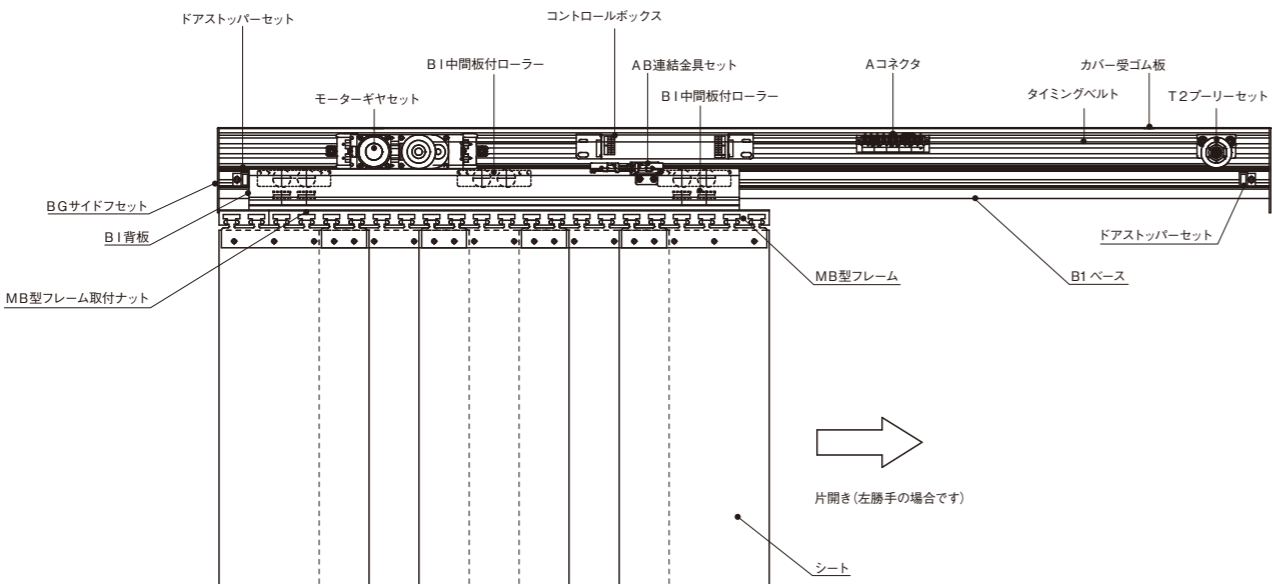 ドアストッパーセット
コントロールボックス
BI中間板付ローラー
AB連結金具セット
Aコネクタ
カバー受ゴム板
モーターギヤセット
BI中間板付ローラー
タイミングベルト
T2プーリーセット
BGサイドフセット
BI背板
ドアストッパーセット
MB型フレーム取付ナット
MB型フレーム
B1ベース
片開き(左勝手の場合です)
シート